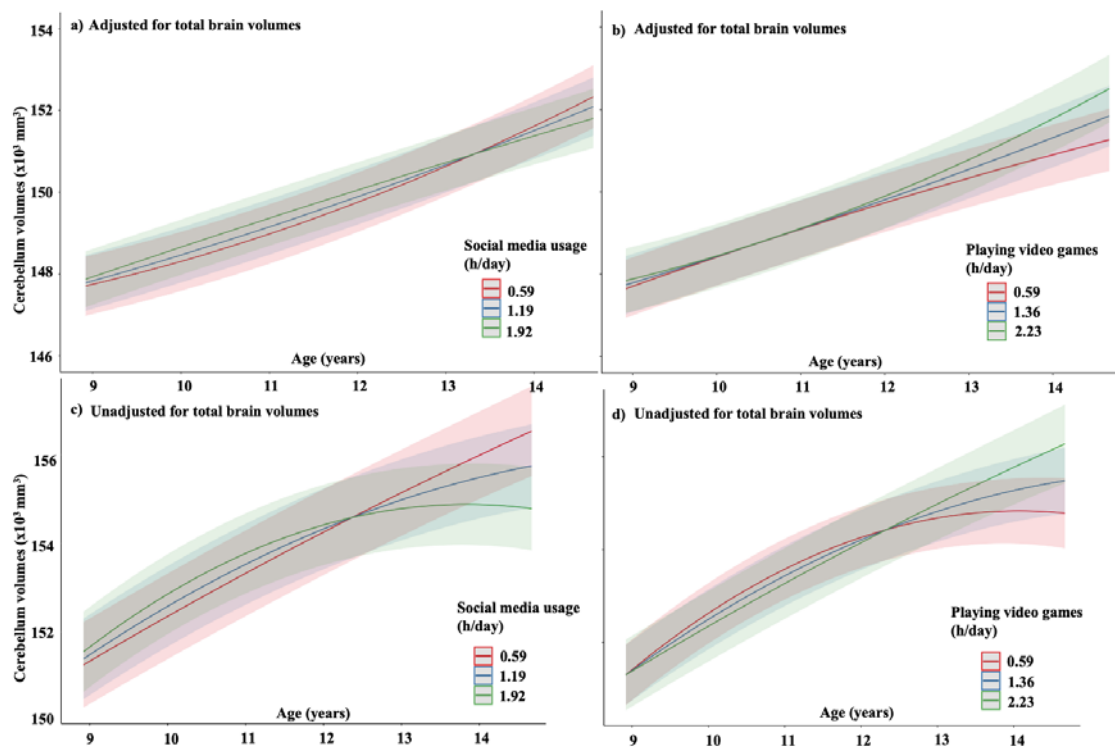 a) Adjusted for total brain volumes
154
152
150
148
146
Cerebellum volumes (x10³ mm³)
Social media usage
(h/day)
0.59
1.19
1.92
Age (years)
9 10 11 12 13 14
b) Adjusted for total brain volumes
Playing video games
(h/day)
0.59
1.36
2.23
Age (years)
9 10 11 12 13 14
c) Unadjusted for total brain volumes
156
154
152
150
Cerebellum volumes (x10³ mm³)
Social media usage
(h/day)
0.59
1.19
1.92
Age (years)
9 10 11 12 13 14
d) Unadjusted for total brain volumes
Playing video games
(h/day)
0.59
1.36
2.23
Age (years)
9 10 11 12 13 14